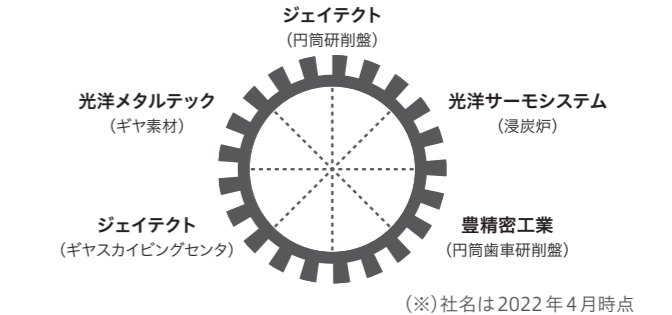 ジェイテクト
(円筒研削盤)
光洋メタルテック
(ギヤ素材)
光洋サーモシステム
(浸炭炉)
ジェイテクト
(ギヤスカイビングセンタ)
豊精密工業
(円筒歯車研削盤)
(※)社名は2022年4月時点